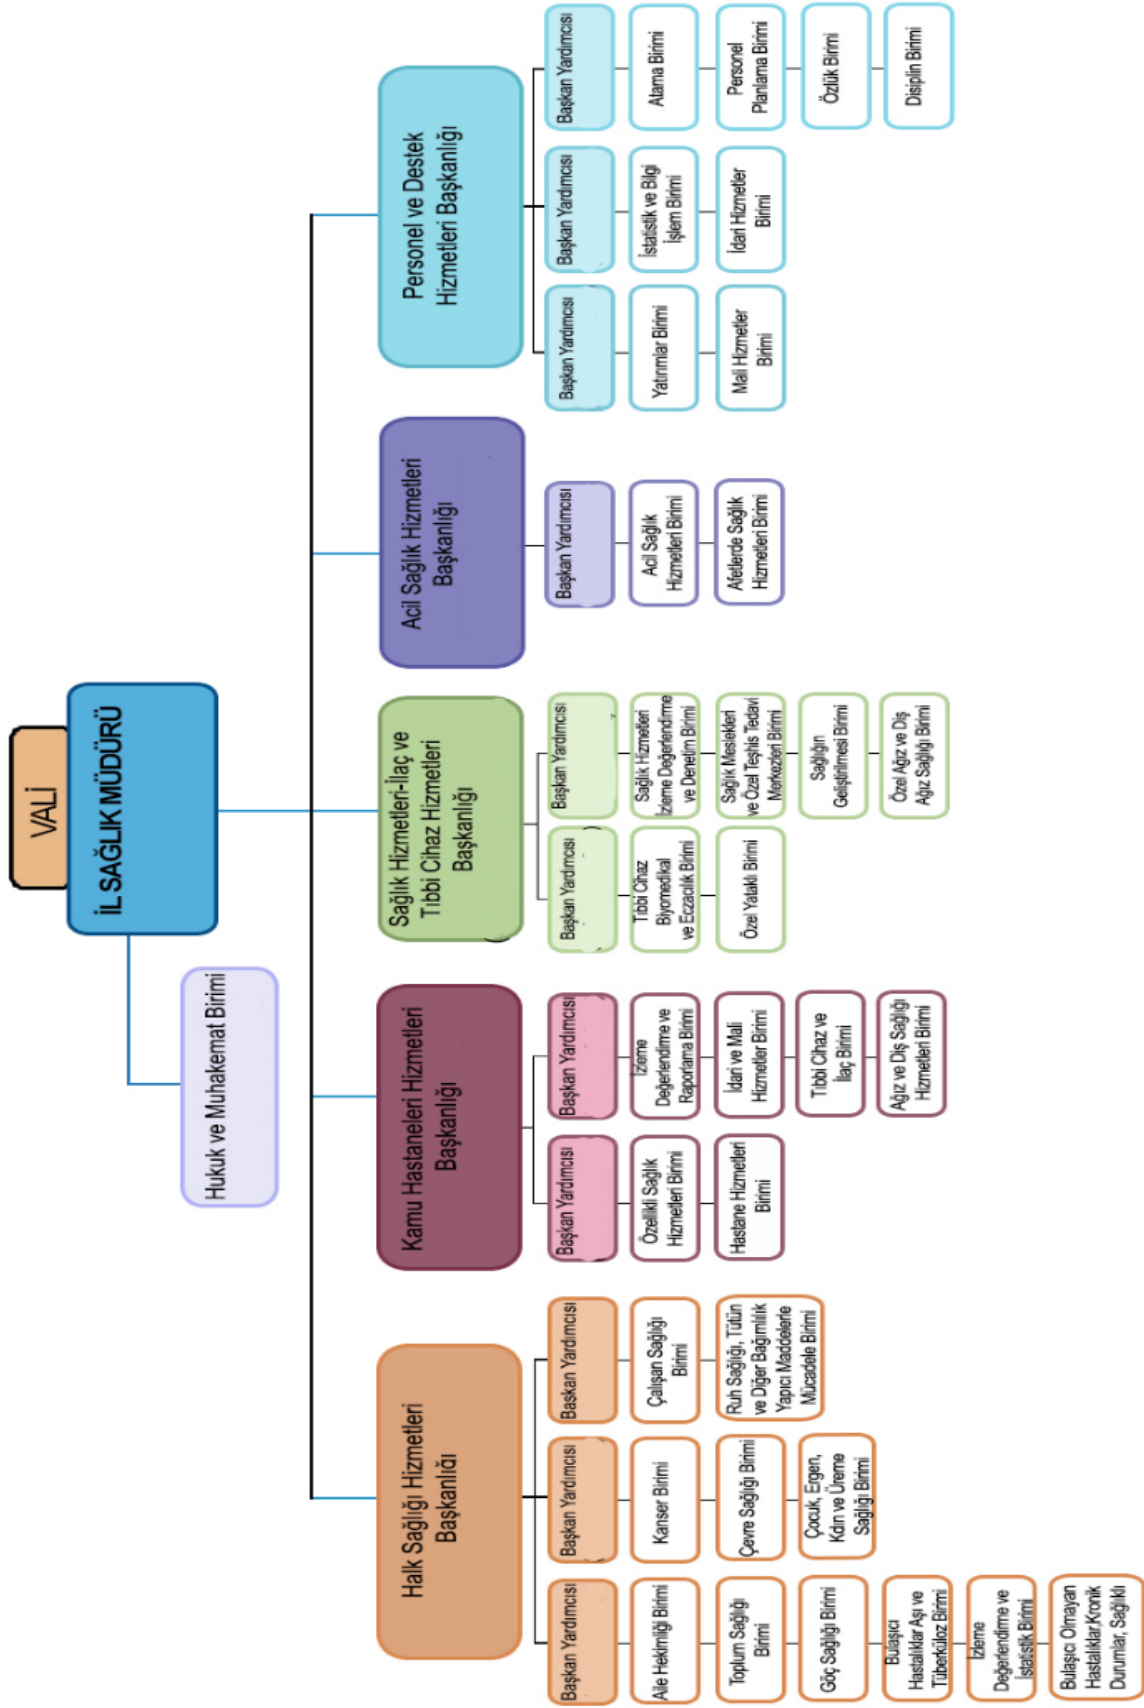 VALİ
İL SAĞLIK MÜDÜRÜ
Hukuk ve Muhakemat Birimi
Halk Sağlığı Hizmetleri
Başkanlığı
Başkan Yardımcısı
Aile Hekimliği Birimi
Toplum Sağlığı
Birimi
Göç Sağlığı Birimi
Bulaşıcı
Hastalıklar Aşı ve
Tüberküloz Birimi
İzleme
Değerlendirme ve
İstatistik Birimi
Bulaşıcı Olmayan
Hastalıklar,Kronik
Durumlar, Sağlıklı
Başkan Yardımcısı
Kanser Birimi
Çevre Sağlığı Birimi
Çocuk, Ergen,
Kdın ve Üreme
Sağlığı Birimi
Başkan Yardımcısı
Çalışan Sağlığı
Birimi
Ruh Sağlığı, Tütün
ve Diğer Bağımlılık
Yapıcı Maddelerle
Mücadele Birimi
Kamu Hastaneleri Hizmetleri
Başkanlığı
Başkan Yardımcısı
Özellikli Sağlık
Hizmetleri Birimi
Hastane Hizmetleri
Birimi
Başkan Yardımcısı
İzleme
Değerlendirme ve
Raporlama Birimi
İdari ve Mali
Hizmetler Birimi
Tıbbi Cihaz ve
İlaç Birimi
Ağız ve Diş Sağlığı
Hizmetleri Birimi
Sağlık Hizmetleri-İlaç ve
Tıbbi Cihaz Hizmetleri
Başkanlığı
Başkan Yardımcısı
Tıbbi Cihaz
Biyomedikal
ve Eczacılık Birimi
Özel Yataklı Birimi
Başkan Yardımcısı
Sağlık Hizmetleri
İzleme Değerlendirme
ve Denetim Birimi
Sağlık Meslekleri
ve Özel Teşhis Tedavi
Merkezleri Birimi
Sağlığın
Geliştirilmesi Birimi
Özel Ağız ve Diş
Ağız Sağlığı Birimi
Acil Sağlık Hizmetleri
Başkanlığı
Başkan Yardımcısı
Acil Sağlık
Hizmetleri Birimi
Afetlerde Sağlık
Hizmetleri Birimi
Personel ve Destek
Hizmetleri Başkanlığı
Başkan Yardımcısı
Yatırımlar Birimi
Mali Hizmetler
Birimi
Başkan Yardımcısı
İstatistik ve Bilgi
İşlem Birimi
İdari Hizmetler
Birimi
Başkan Yardımcısı
Atama Birimi
Personel
Planlama Birimi
Özlük Birimi
Disiplin Birimi